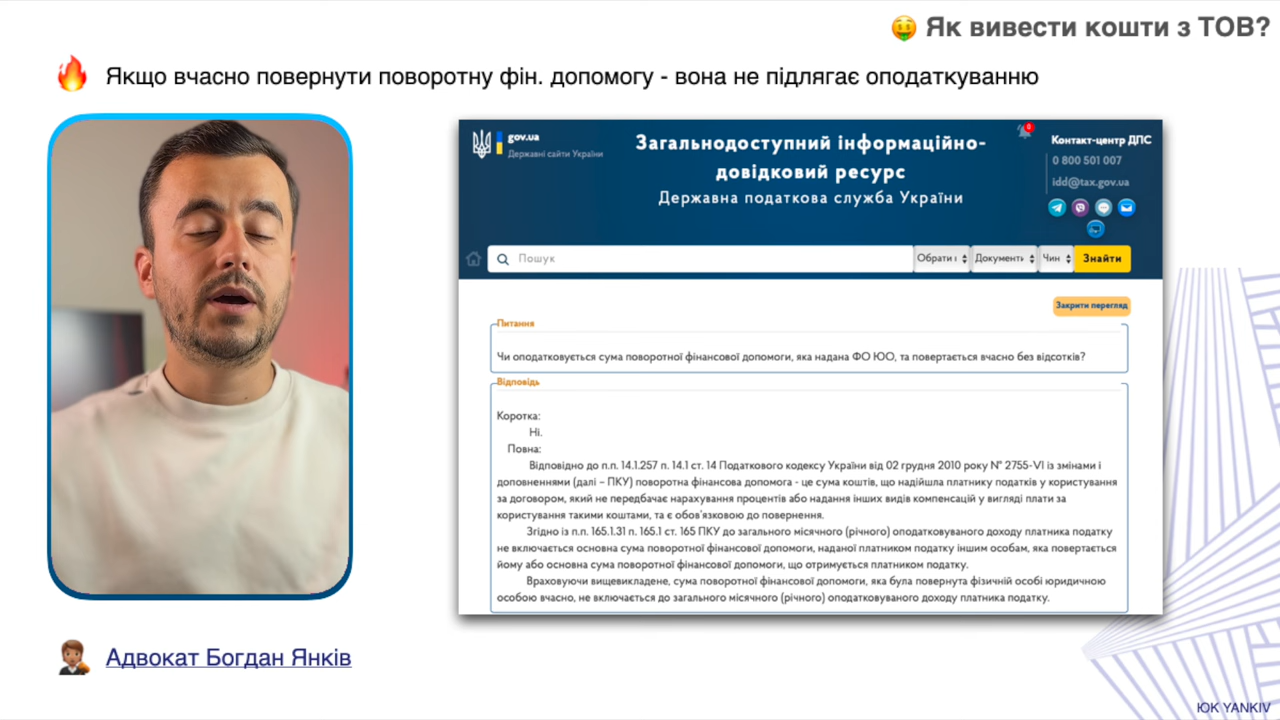 🤑 Як вивести кошти з ТОВ?
🔥 Якщо вчасно повернути поворотну фін. допомогу - вона не підлягає оподаткуванню
gov.ua
Державні сайти України
Загальнодоступний інформаційно-
довідковий ресурс
Державна податкова служба України
Контакт-центр ДПС
0 800 501 007
idd@tax.gov.ua
Пошук
Обрати
Документь
Чин
Знайти
Закрити перегляд
Питання
Чи оподатковується сума поворотної фінансової допомоги, яка надана ФО ЮО, та повертається вчасно без відсотків?
Відповідь
Коротка:
Ні.
Повна:
Відповідно до п.п. 14.1.257 п. 14.1 ст. 14 Податкового кодексу України від 02 грудня 2010 року № 2755-VI із змінами і
доповненнями (далі – ПКУ) поворотна фінансова допомога - це сума коштів, що надійшла платнику податків у користування
за договором, який не передбачає нарахування процентів або надання інших видів компенсацій у вигляді плати за
користування такими коштами, та є обов'язковою до повернення.
Згідно із п.п. 165.1.31 п. 165.1 ст. 165 ПКУ до загального місячного (річного) оподатковуваного доходу платника податку
не включається основна сума поворотної фінансової допомоги, наданої платником податку іншим особам, яка повертається
йому або основна сума поворотної фінансової допомоги, що отримується платником податку.
Враховуючи вищевикладене, сума поворотної фінансової допомоги, яка була повернута фізичній особі юридичною
особою вчасно, не включається до загального місячного (річного) оподатковуваного доходу платника податку.
Адвокат Богдан Янків
ЮК YANKIV